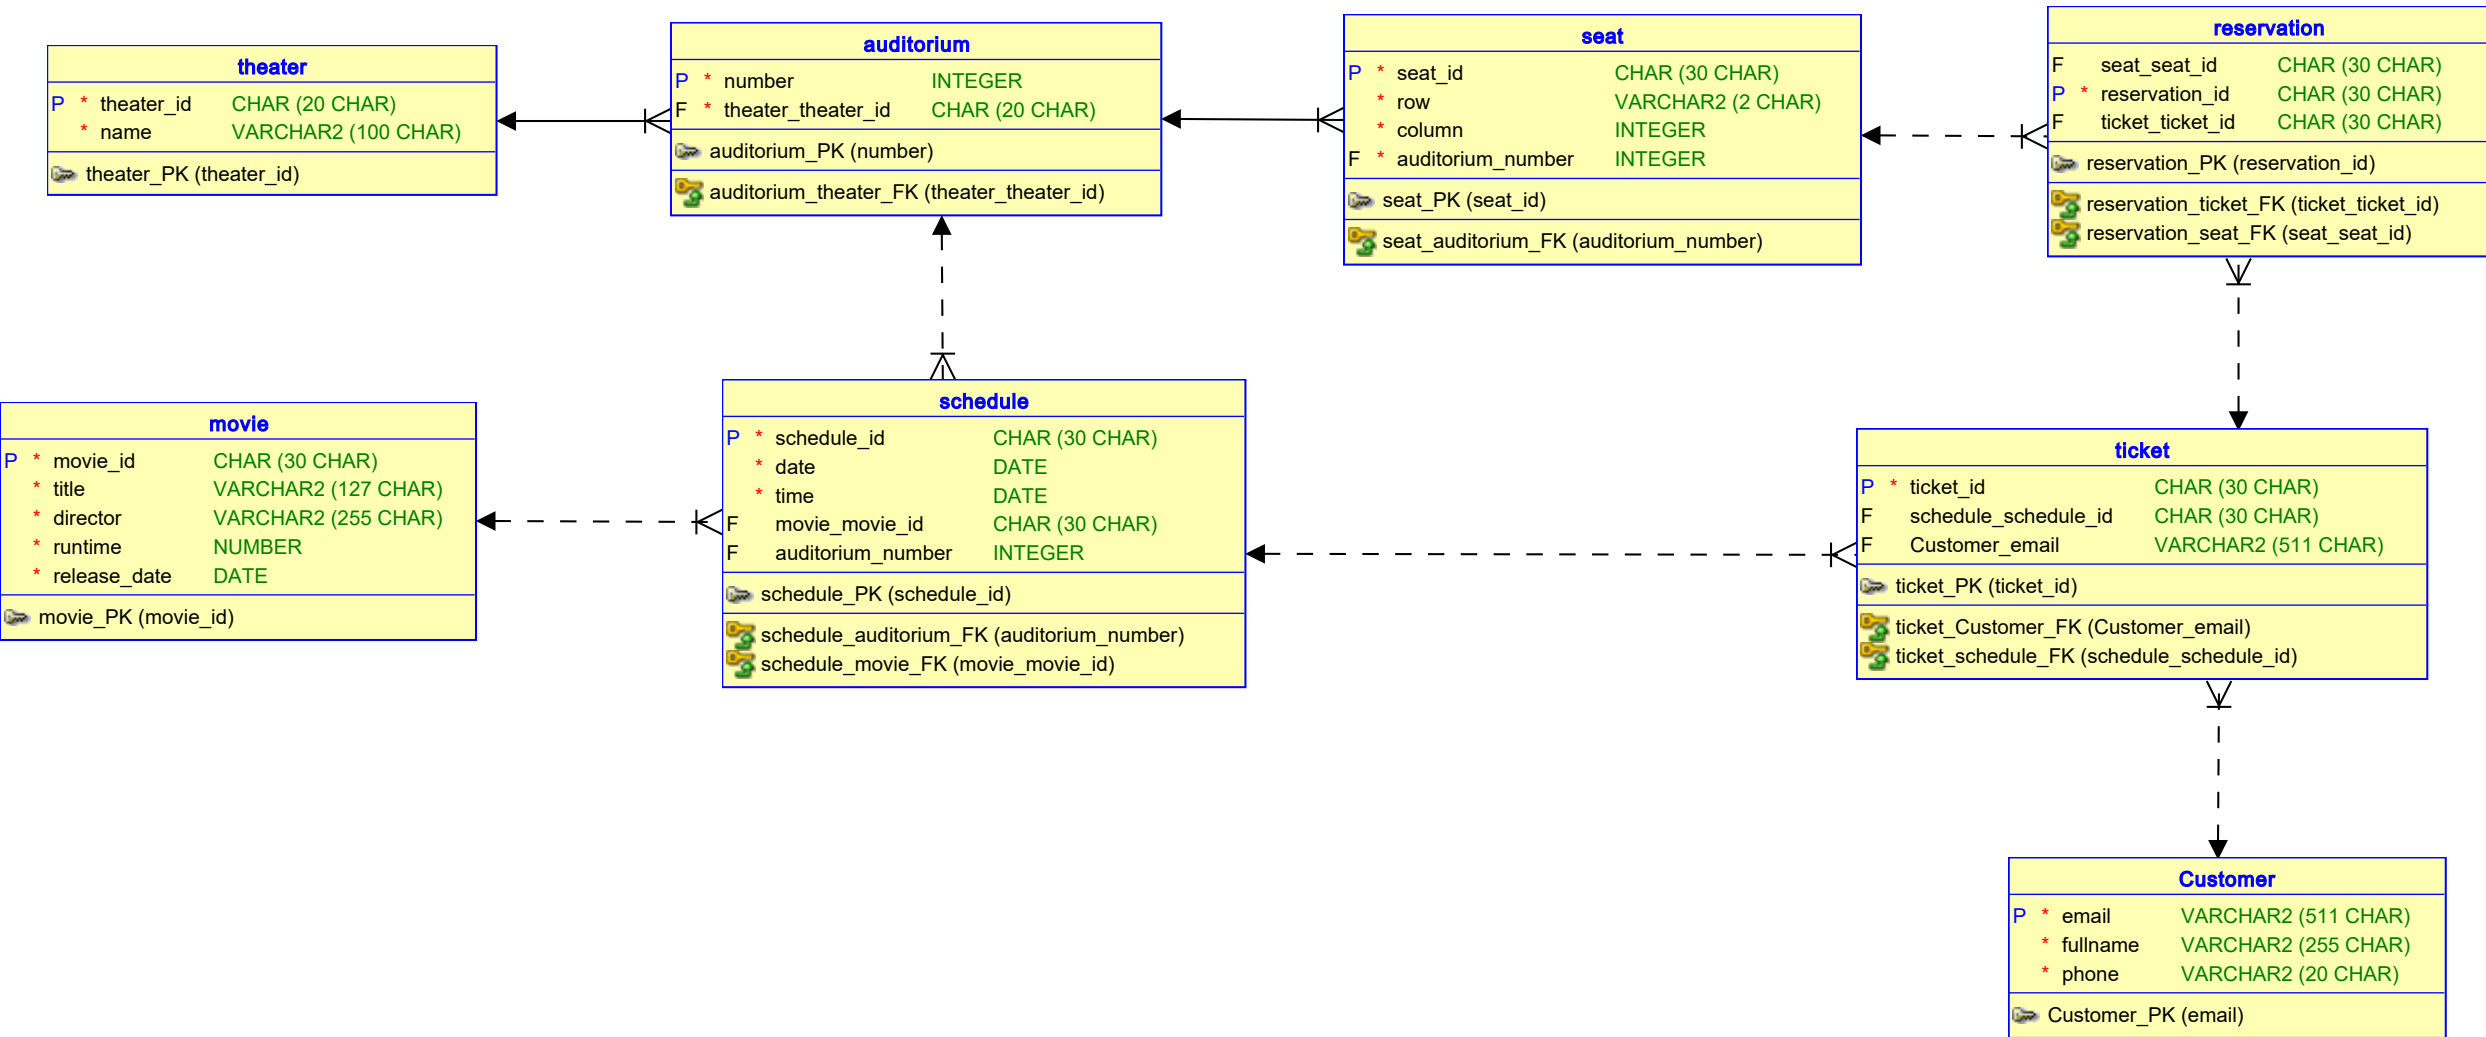 theater
P * theater_id CHAR (20 CHAR)
* name VARCHAR2 (100 CHAR)
theater_PK (theater_id)
auditorium
P * number INTEGER
F * theater_theater_id CHAR (20 CHAR)
auditorium_PK (number)
auditorium_theater_FK (theater_theater_id)
seat
P * seat_id CHAR (30 CHAR)
* row VARCHAR2 (2 CHAR)
* column INTEGER
F * auditorium_number INTEGER
seat_PK (seat_id)
seat_auditorium_FK (auditorium_number)
reservation
F seat_seat_id CHAR (30 CHAR)
P * reservation_id CHAR (30 CHAR)
F ticket_ticket_id CHAR (30 CHAR)
reservation_PK (reservation_id)
reservation_ticket_FK (ticket_ticket_id)
reservation_seat_FK (seat_seat_id)
movie
P * movie_id CHAR (30 CHAR)
* title VARCHAR2 (127 CHAR)
* director VARCHAR2 (255 CHAR)
* runtime NUMBER
* release_date DATE
movie_PK (movie_id)
schedule
P * schedule_id CHAR (30 CHAR)
* date DATE
* time DATE
F movie_movie_id CHAR (30 CHAR)
F auditorium_number INTEGER
schedule_PK (schedule_id)
schedule_auditorium_FK (auditorium_number)
schedule_movie_FK (movie_movie_id)
ticket
P * ticket_id CHAR (30 CHAR)
F schedule_schedule_id CHAR (30 CHAR)
F Customer_email VARCHAR2 (511 CHAR)
ticket_PK (ticket_id)
ticket_Customer_FK (Customer_email)
ticket_schedule_FK (schedule_schedule_id)
Customer
P * email VARCHAR2 (511 CHAR)
* fullname VARCHAR2 (255 CHAR)
* phone VARCHAR2 (20 CHAR)
Customer_PK (email)